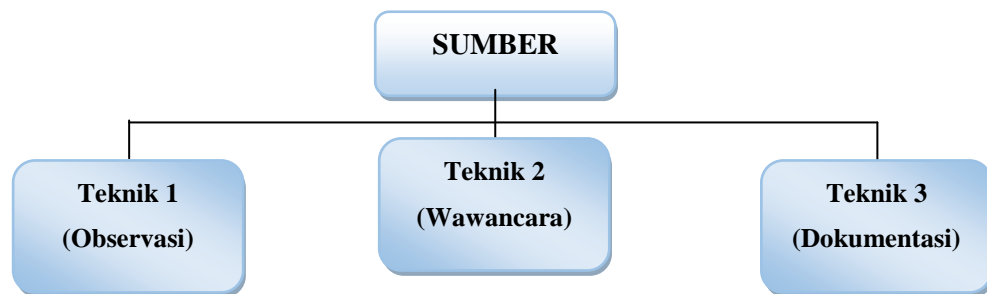 SUMBER
Teknik 1
(Observasi)
Teknik 2
(Wawancara)
Teknik 3
(Dokumentasi)